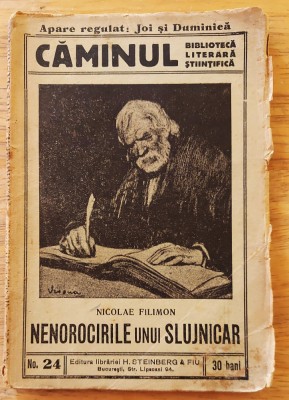 Apare regulat: Joi și Duminică
CĂMINUL
BIBLIOTECĂ
LITERARĂ
ȘTIINȚIFICĂ
NICOLAE FILIMON
NENOROCIRILE UNUI SLUJNICAR
No. 24
Editura librăriei H. STEINBERG & FIU
București, Str. Lipscani 94.
30 bani